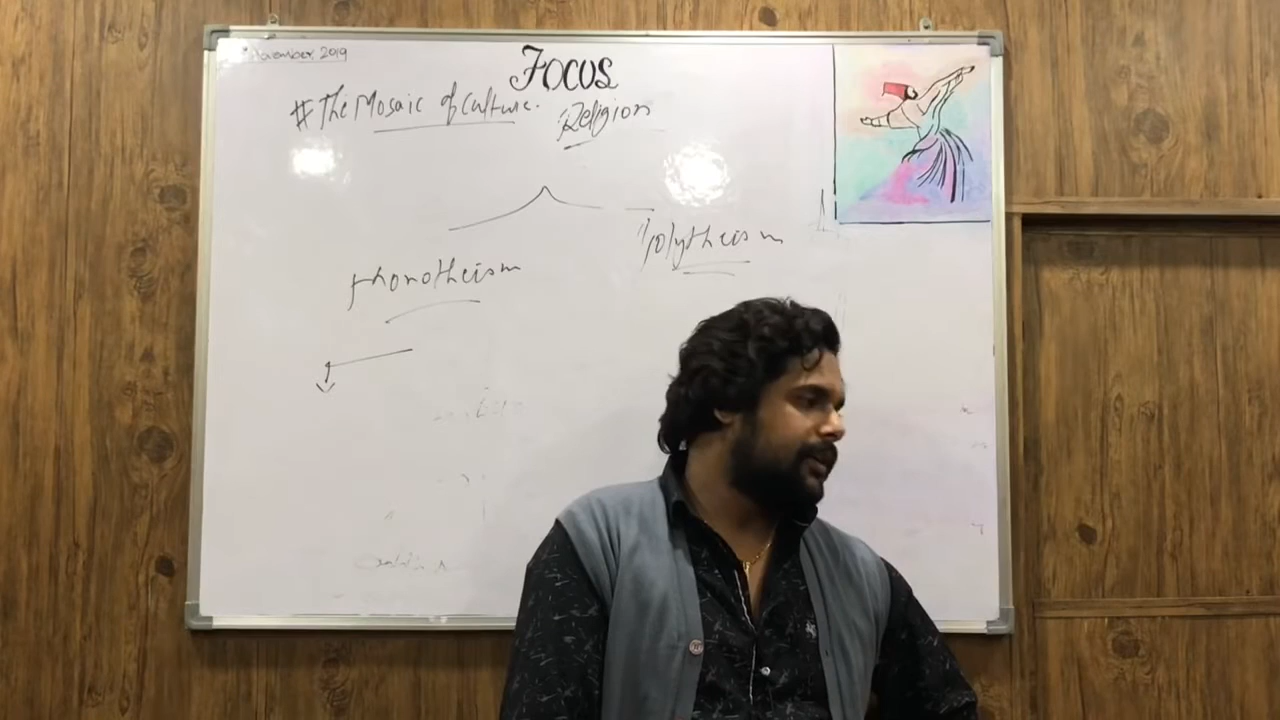 November, 2019
FOCUS
# The Mosaic of Culture.
Religion
Polytheism
Monotheism